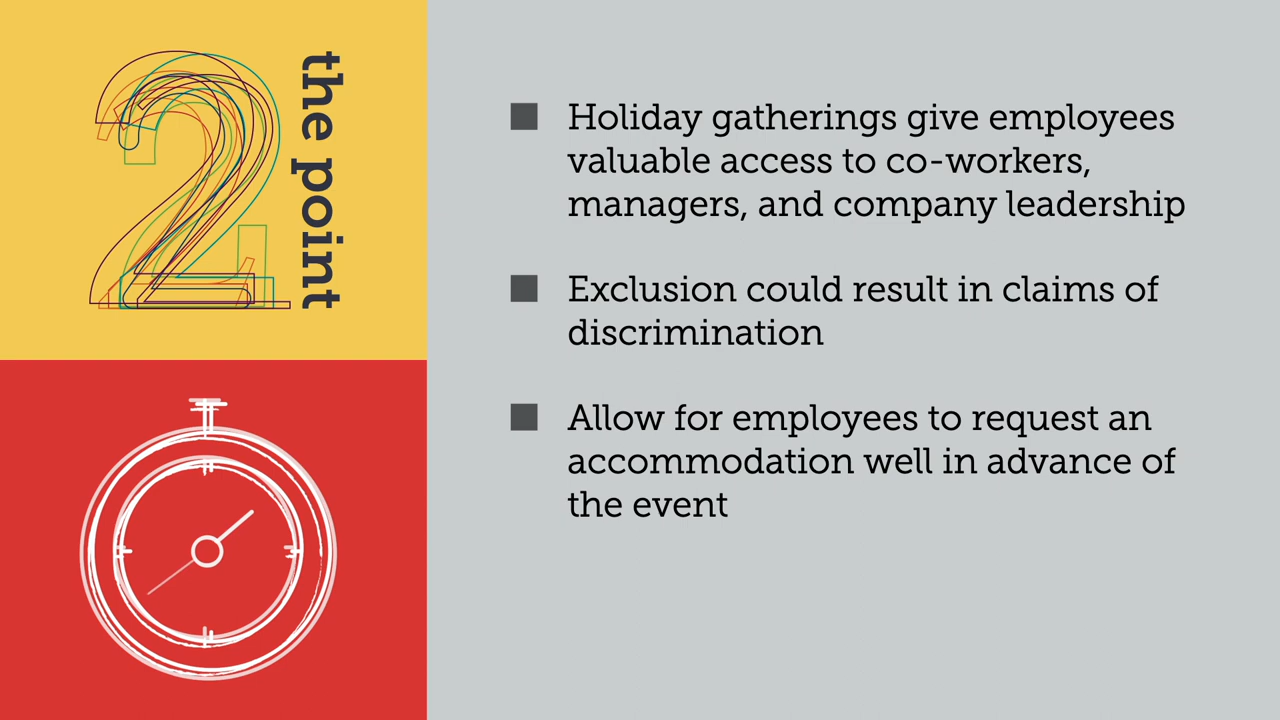 2
the point
Holiday gatherings give employees
valuable access to co-workers,
managers, and company leadership
Exclusion could result in claims of
discrimination
Allow for employees to request an
accommodation well in advance of
the event